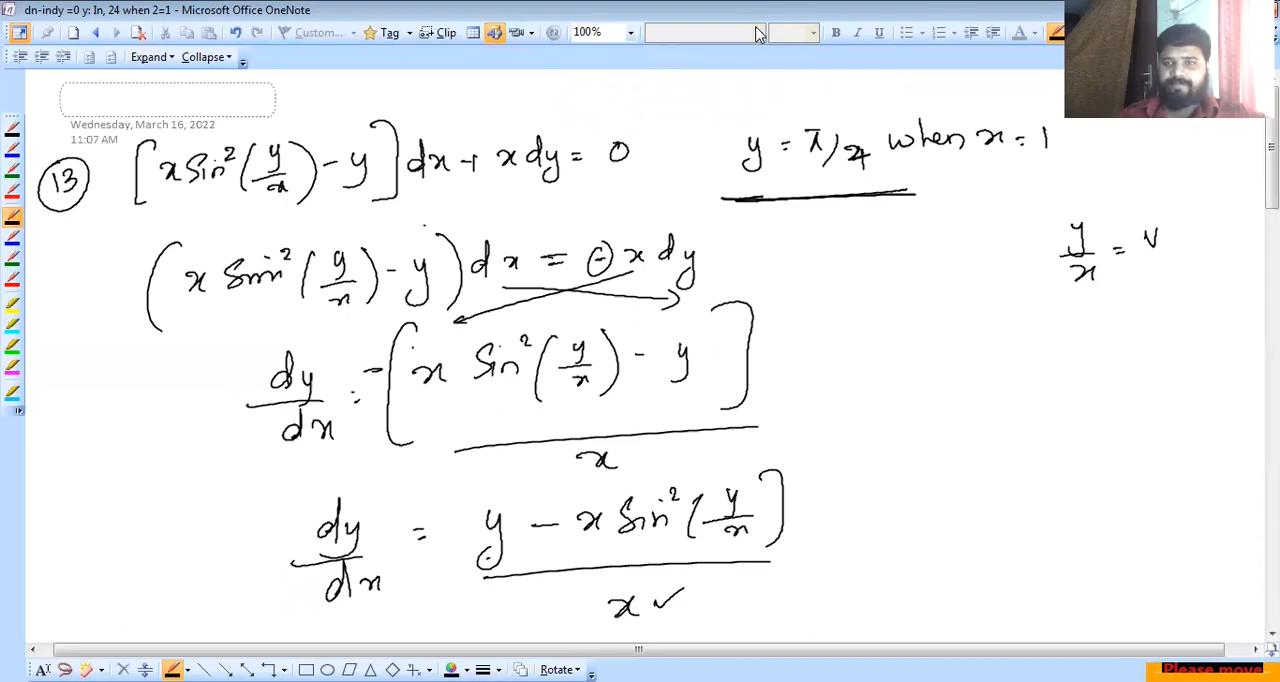 dn-indy =0 y: In, 24 when 2=1 - Microsoft Office OneNote
Custom... Tag Clip 100% B I U A
Expand Collapse
Wednesday, March 16, 2022
11:07 AM
13 [x sin²(y/x) - y] dx + x dy = 0 y = π/4 when x = 1
(x sin²(y/x) - y) dx = - x dy y/x = v
dy/dx = -[x sin²(y/x) - y]/x
dy/dx = y - x sin²(y/x)]/x ✓
A Rotate
Please move